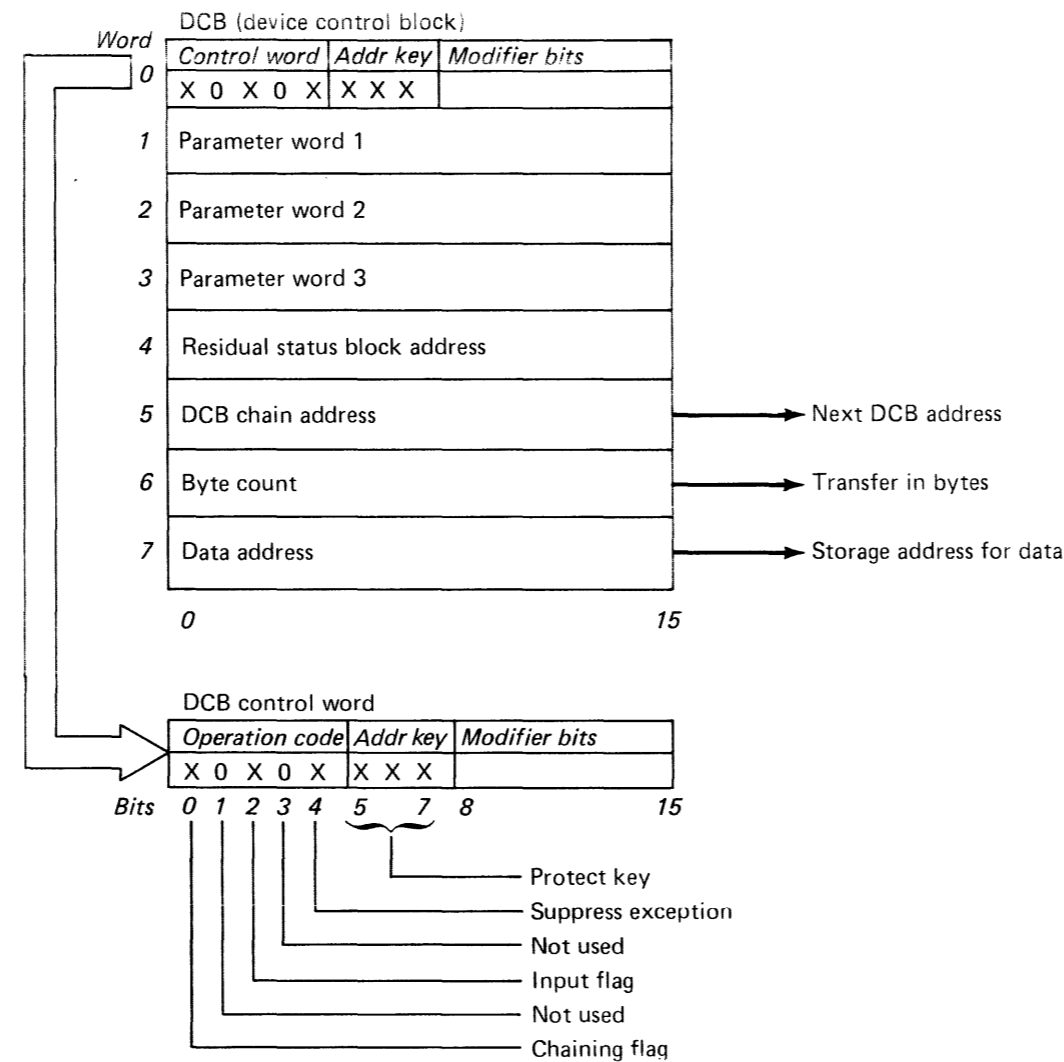 DCB (device control block)
Word
Control word Addr key Modifier bits
0 X 0 X 0 X X X X
1 Parameter word 1
2 Parameter word 2
3 Parameter word 3
4 Residual status block address
5 DCB chain address Next DCB address
6 Byte count Transfer in bytes
7 Data address Storage address for data
0 15
DCB control word
Operation code Addr key Modifier bits
X 0 X 0 X X X X
Bits 0 1 2 3 4 5 7 8 15
Protect key
Suppress exception
Not used
Input flag
Not used
Chaining flag